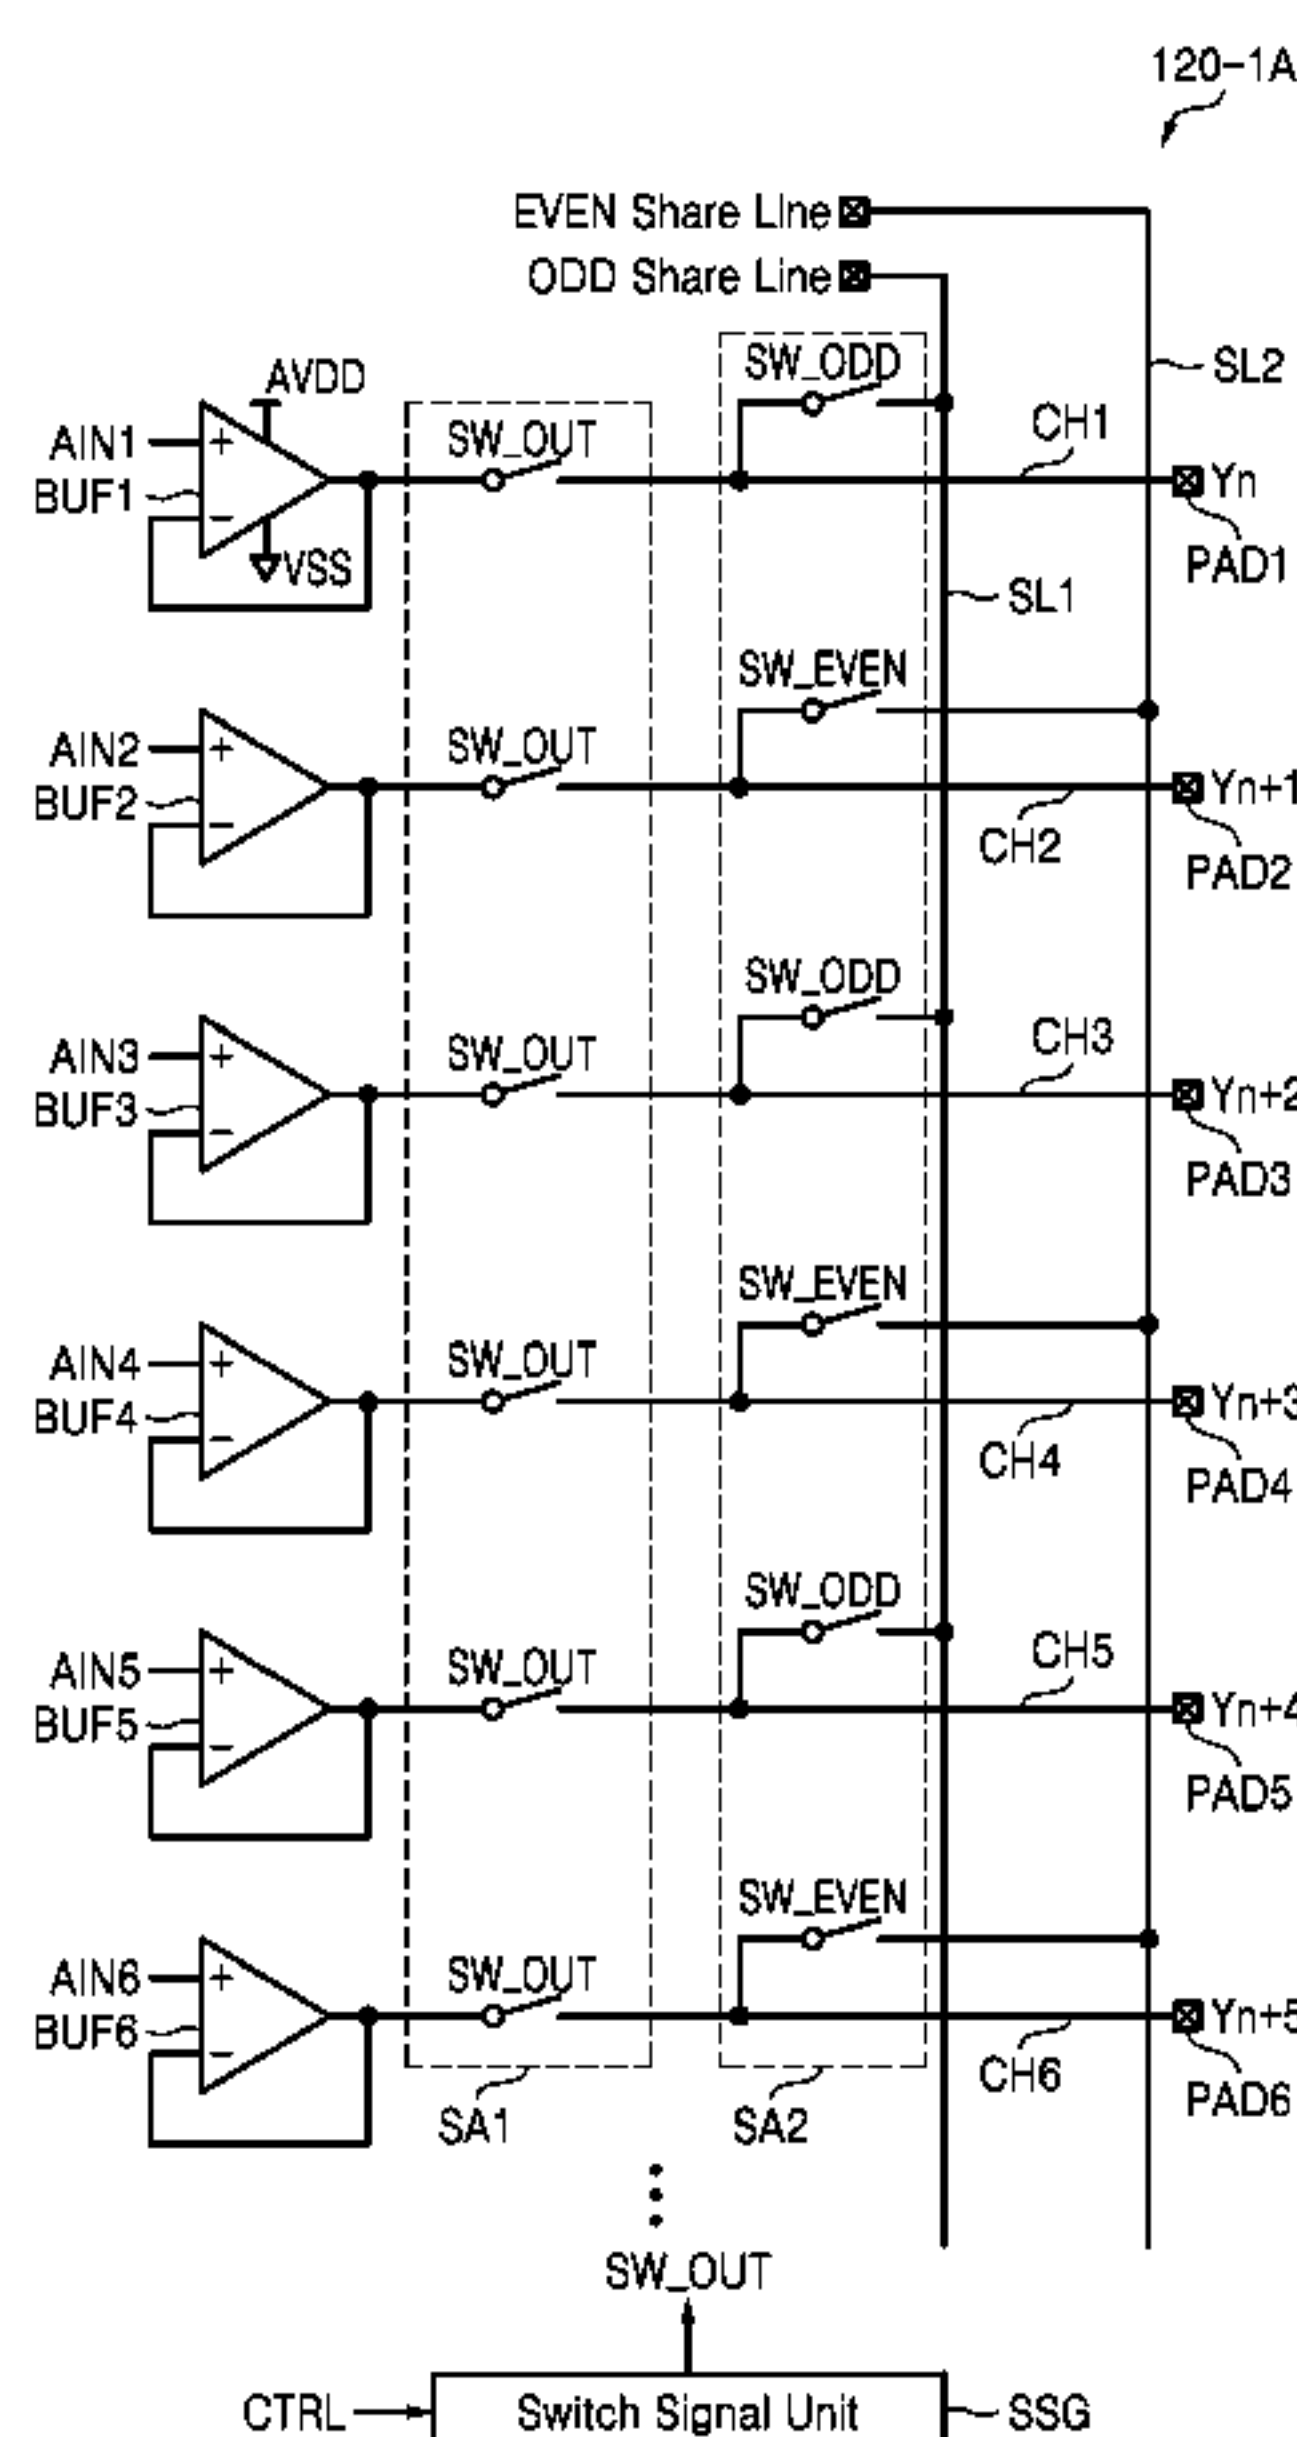 120-1A
EVEN Share Line
ODD Share Line
SW_ODD
SL2
AVDD
CH1
AIN1
+
SW_OUT
Yn
BUF1
-
VSS
PAD1
SL1
SW_EVEN
AIN2
+
SW_OUT
Yn+1
BUF2
-
CH2
PAD2
SW_ODD
CH3
AIN3
+
SW_OUT
Yn+2
BUF3
-
PAD3
SW_EVEN
AIN4
+
SW_OUT
Yn+3
BUF4
-
CH4
PAD4
SW_ODD
CH5
AIN5
+
SW_OUT
Yn+4
BUF5
-
PAD5
SW_EVEN
AIN6
+
SW_OUT
Yn+5
BUF6
-
CH6
PAD6
SA1
SA2
SW_OUT
CTRL
Switch Signal Unit
SSG